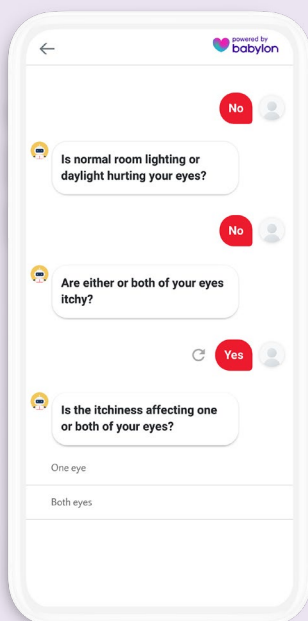 powered by
babylon
No
Is normal room lighting or
daylight hurting your eyes?
No
Are either or both of your eyes
itchy?
Yes
Is the itchiness affecting one
or both of your eyes?
One eye
Both eyes